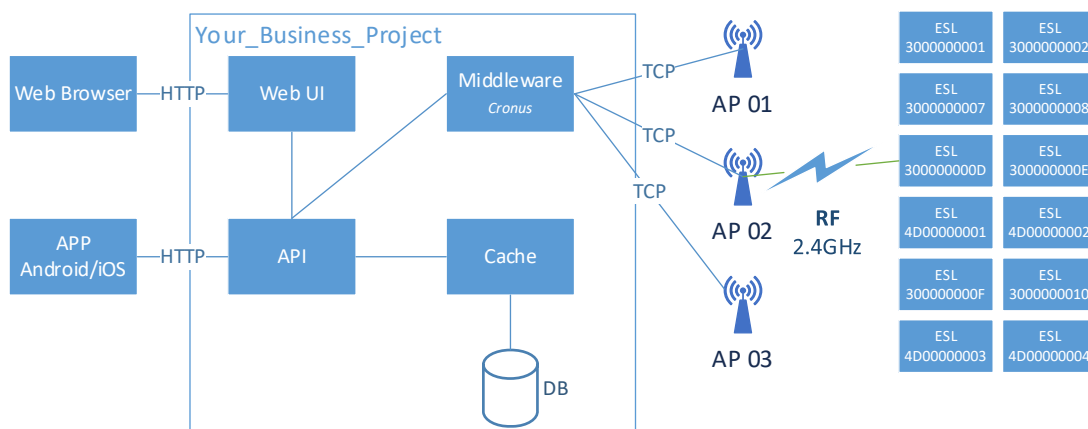 Your_Business_Project
Web Browser
HTTP
Web UI
Middleware
Cronus
APP
Android/iOS
HTTP
API
Cache
DB
TCP
TCP
TCP
AP 01
AP 02
AP 03
RF
2.4GHz
ESL
3000000001
ESL
3000000002
ESL
3000000007
ESL
3000000008
ESL
300000000D
ESL
300000000E
ESL
4D00000001
ESL
4D00000002
ESL
300000000F
ESL
3000000010
ESL
4D00000003
ESL
4D00000004